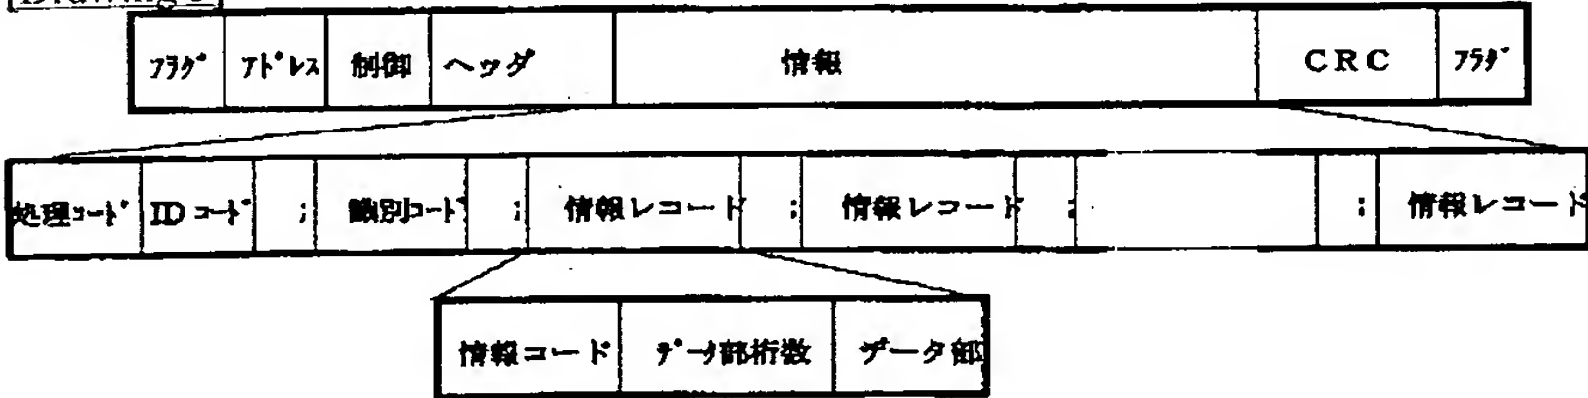 ﾌﾗｸﾞ ｱﾄﾞﾚｽ 制御 ヘッダ 情報 CRC ﾌﾗｸﾞ
処理ｺｰﾄﾞ IDｺｰﾄﾞ ; 識別ｺｰﾄﾞ ; 情報レコード ; 情報レコード ; ; 情報レコード
情報コード ﾃﾞｰﾀ部桁数 データ部